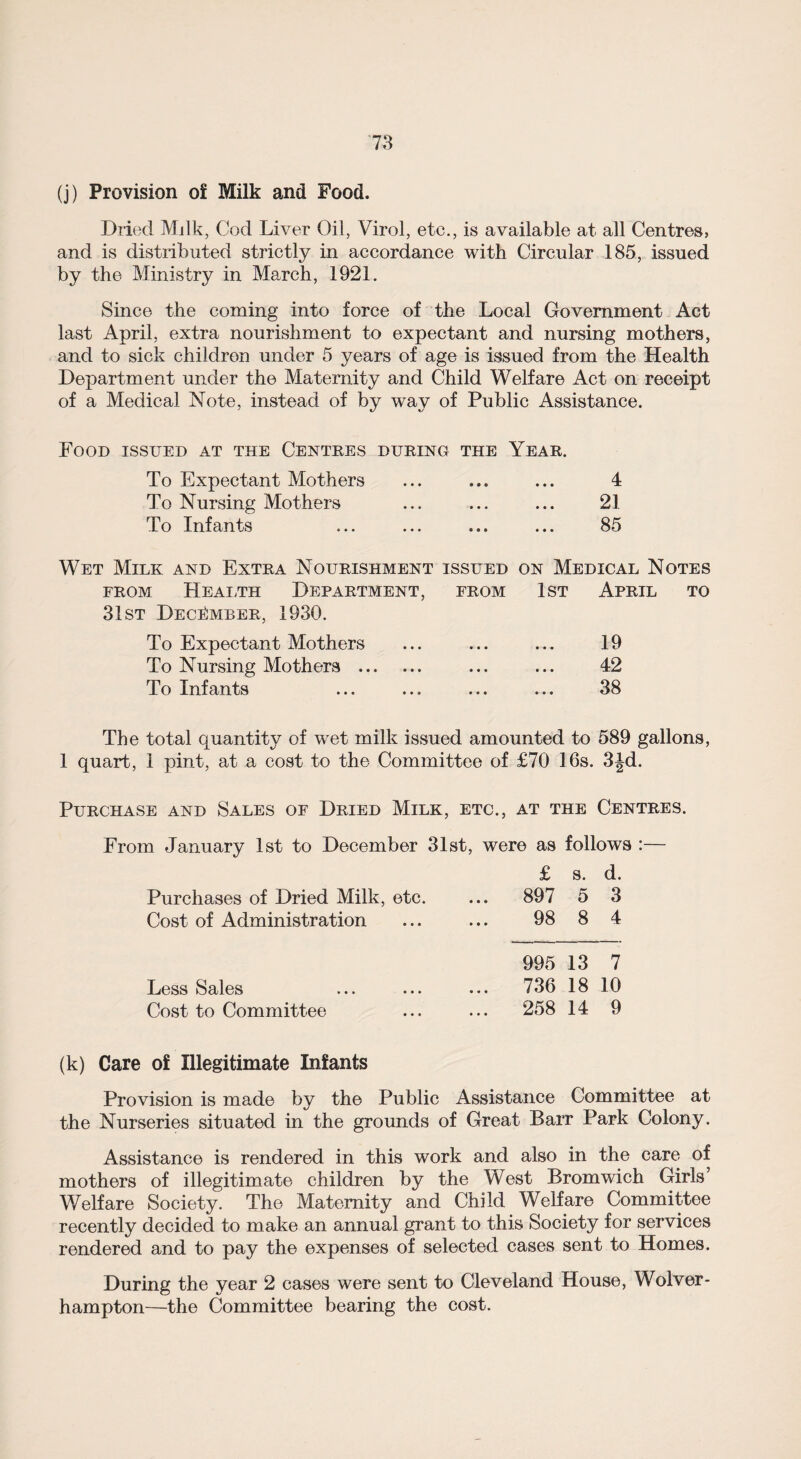 73
(j) Provision of Milk and Food.
Dried Milk, Cod Liver Oil, Virol, etc., is available at all Centres,
and is distributed strictly in accordance with Circular 185, issued
by the Ministry in March, 1921.
Since the coming into force of the Local Government Act
last April, extra nourishment to expectant and nursing mothers,
and to sick children under 5 years of age is issued from the Health
Department under the Maternity and Child Welfare Act on receipt
of a Medical Note, instead of by way of Public Assistance.
FOOD ISSUED AT THE CENTRES DURING THE YEAR.
To Expectant Mothers ... ... ... 4
To Nursing Mothers ... ... ... 21
To Infants ... ... ... ... 85
WET MILK AND EXTRA NOURISHMENT ISSUED ON MEDICAL NOTES
FROM HEALTH DEPARTMENT, FROM 1ST APRIL TO
31ST DECEMBER, 1930.
To Expectant Mothers ... ... ... 19
To Nursing Mothers ... ... ... ... 42
To Infants ... ... ... ... 38
The total quantity of wet milk issued amounted to 589 gallons,
1 quart, 1 pint, at a cost to the Committee of £70 16s. 3½d.
PURCHASE AND SALES OF DRIED MILK, ETC., AT THE CENTRES.
From January 1st to December 31st, were as follows :—
£ s. d.
Purchases of Dried Milk, etc. ... 897 5 3
Cost of Administration ... ... 98 8 4
995 13 7
Less Sales ... ... ... 736 18 10
Cost to Committee ... ... 258 14 9
(k) Care of Illegitimate Infants
Provision is made by the Public Assistance Committee at
the Nurseries situated in the grounds of Great Barr Park Colony.
Assistance is rendered in this work and also in the care of
mothers of illegitimate children by the West Bromwich Girls'
Welfare Society. The Maternity and Child Welfare Committee
recently decided to make an annual grant to this Society for services
rendered and to pay the expenses of selected cases sent to Homes.
During the year 2 cases were sent to Cleveland House, Wolver-
hampton—the Committee bearing the cost.